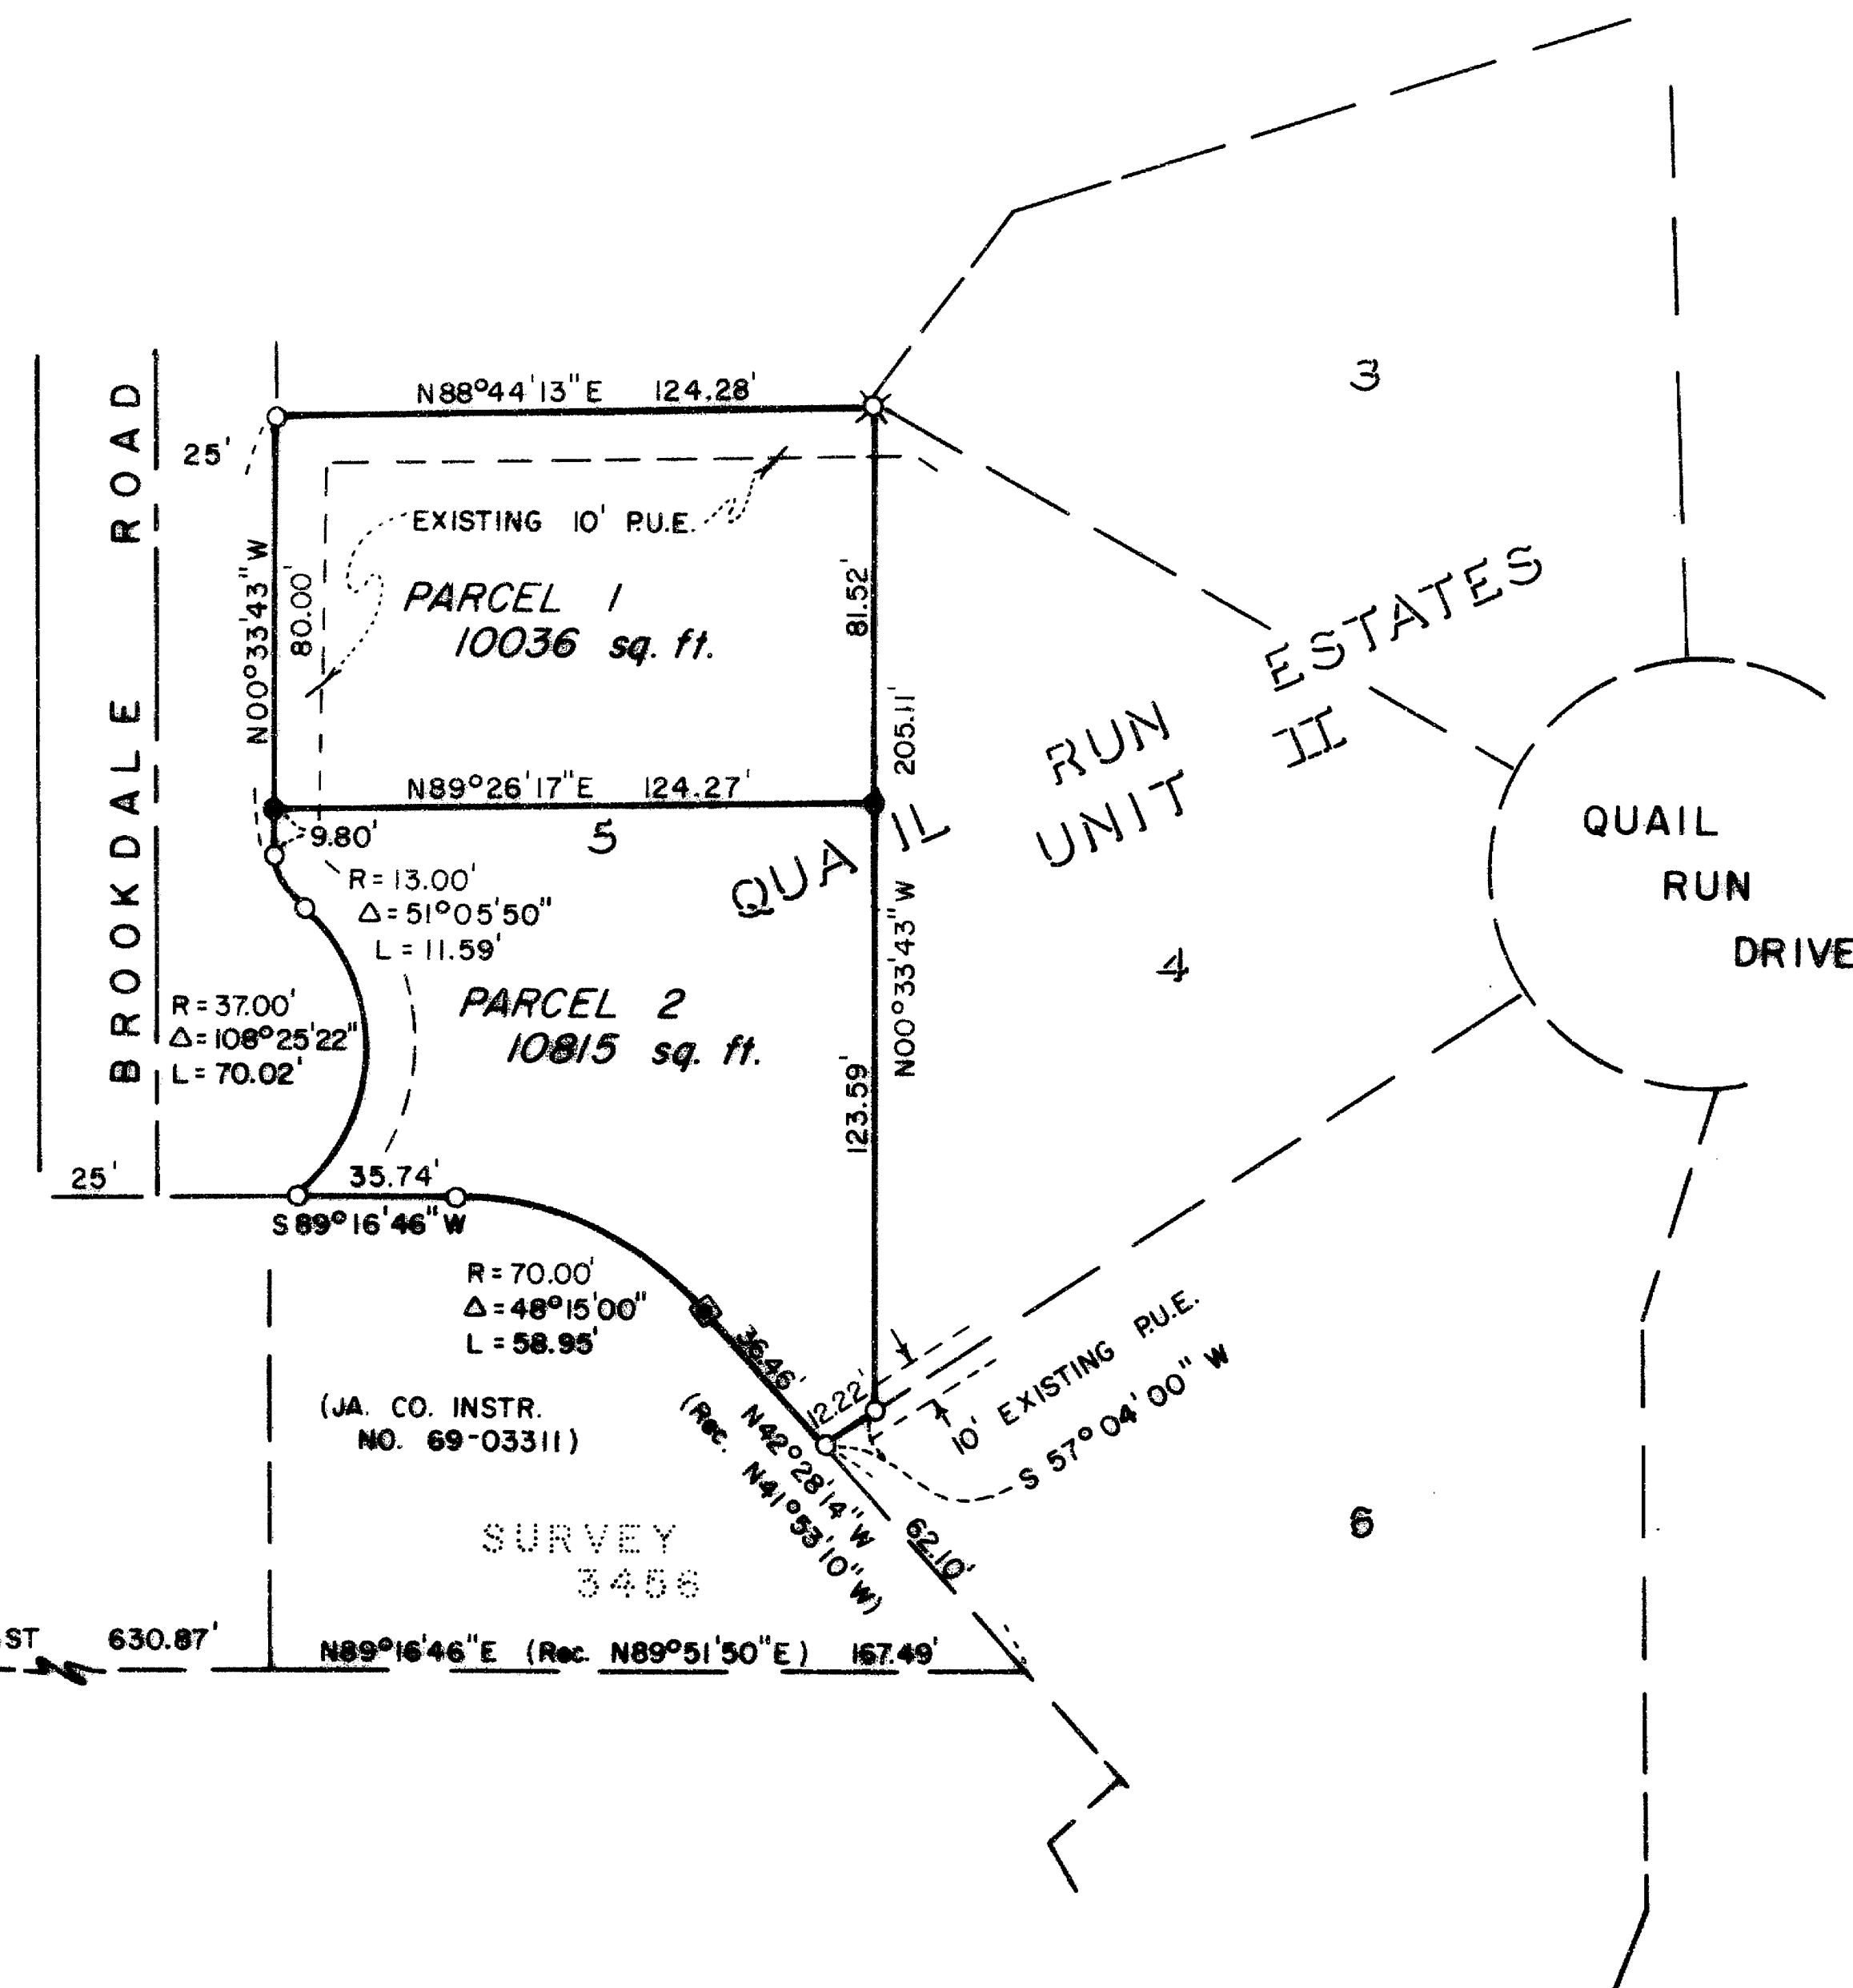 N88°44'13"E 124.28'
25'
BROOKDALE ROAD
EXISTING 10' P.U.E.
N00°33'43"W
80.00'
PARCEL 1
10036 sq. ft.
81.52'
205.11'
3
N89°26'17"E 124.27'
9.80'
5
QUAIL RUN ESTATES
UNIT II
QUAIL
RUN
DRIVE
R=13.00'
Δ=51°05'50"
L=11.59'
4
N00°33'43"W
R=37.00'
Δ=108°25'22"
L=70.02'
PARCEL 2
10815 sq. ft.
123.59'
25'
35.74'
S89°16'46"W
R=70.00'
Δ=48°15'00"
L=58.95'
36.46'
12.22'
10' EXISTING P.U.E.
S 57°04'00" W
N42°28'14"W
(Rec. N41°53'10"W)
(JA. CO. INSTR.
NO. 69-03311)
62.10'
6
SURVEY
3456
ST 630.87'
N89°16'46"E (Rec. N89°51'50"E) 167.49'